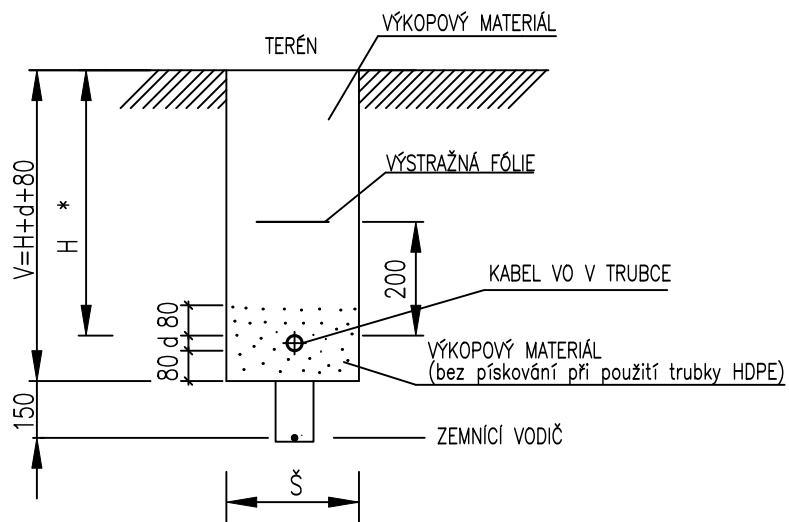 VÝKOPOVÝ MATERIÁL
TERÉN
VÝSTRAŽNÁ FÓLIE
V=H+d+80
H *
200
KABEL VO V TRUBCE
80 d 80
VÝKOPOVÝ MATERIÁL
(bez pískování při použití trubky HDPE)
150
ZEMNÍCÍ VODIČ
Š